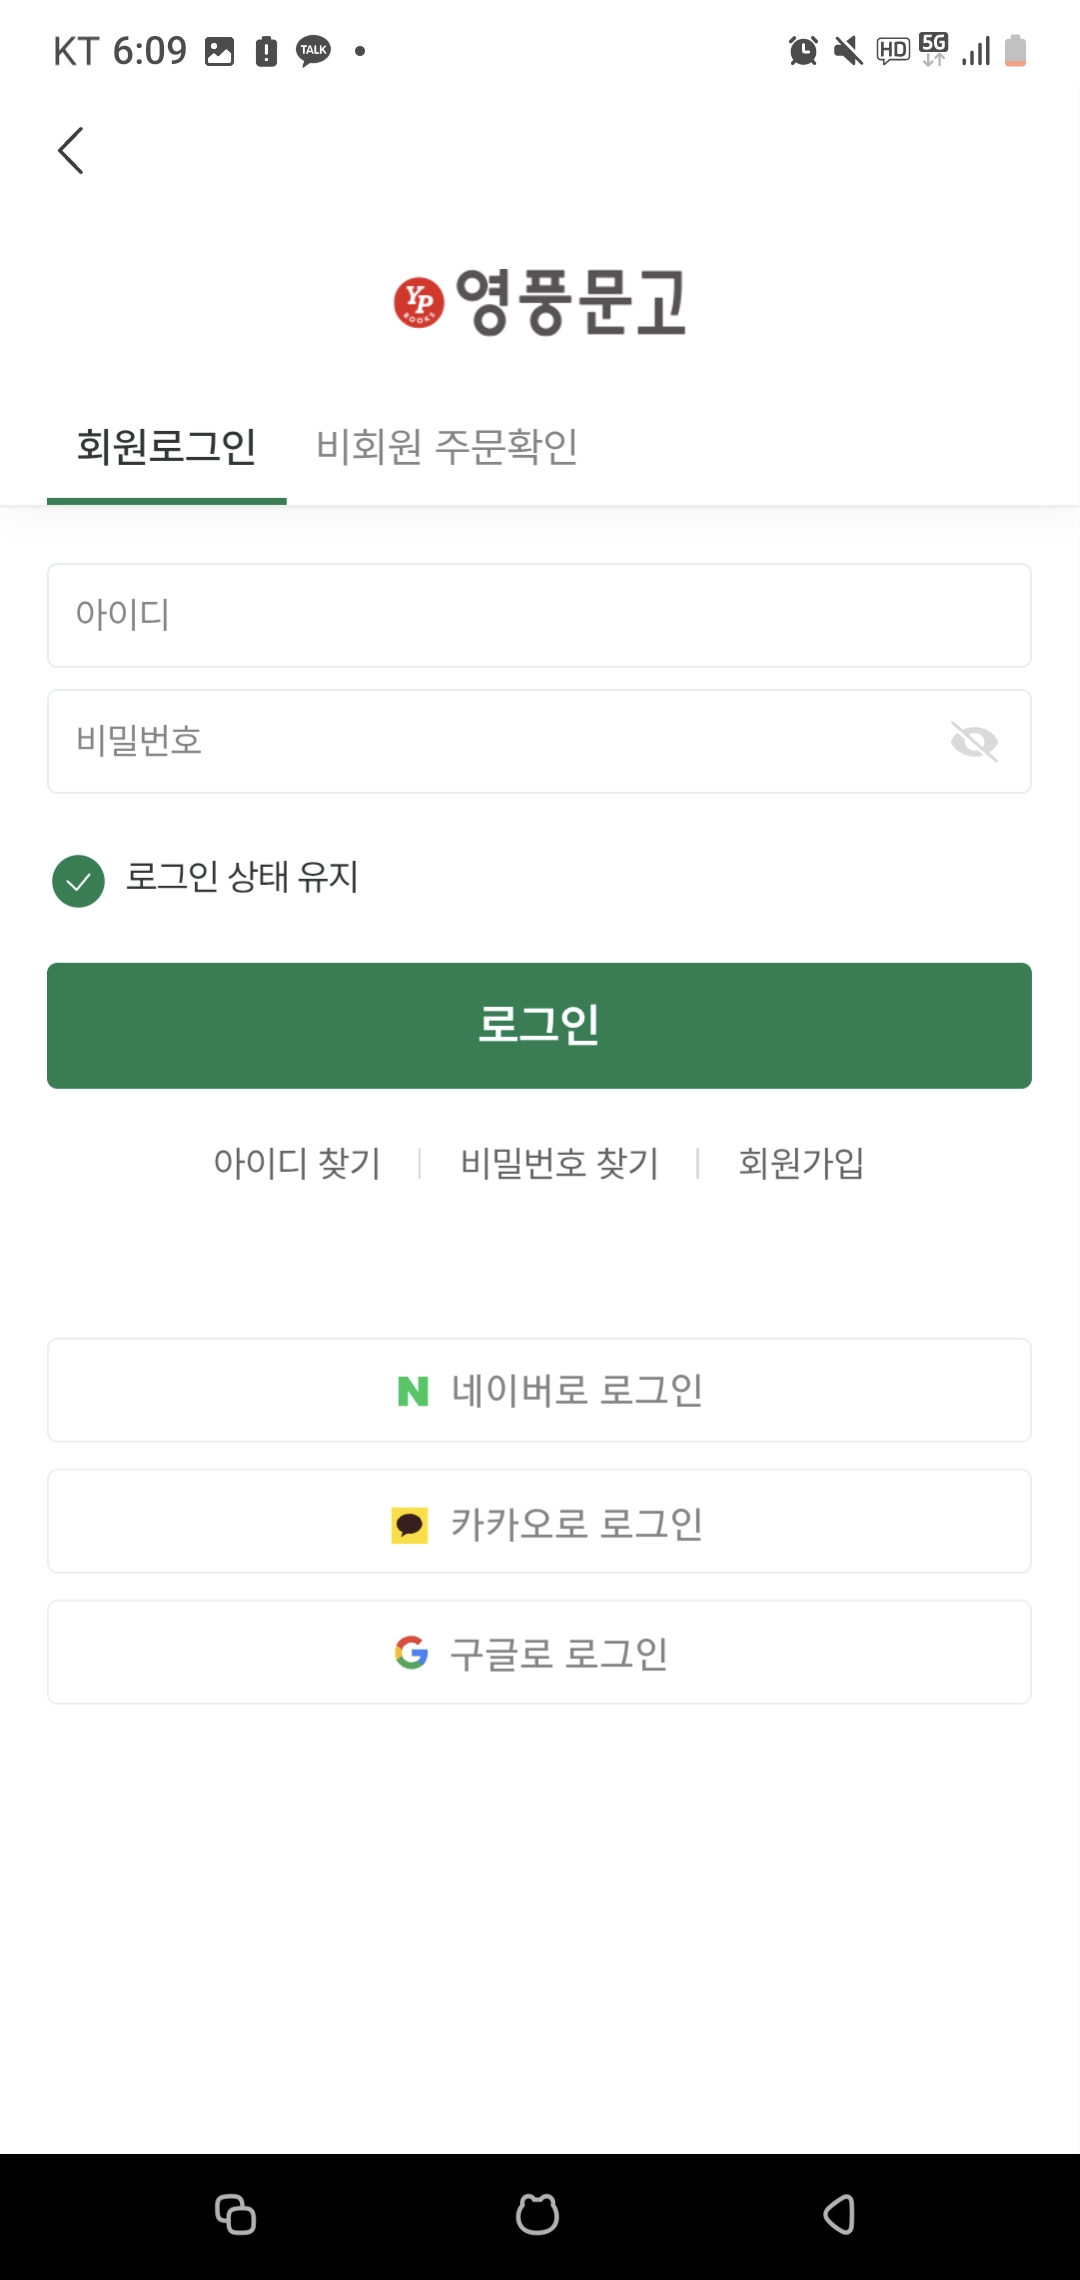 KT 6:09 TALK HD 5G
YP BOOKS 영풍문고
회원로그인 비회원 주문확인
아이디
비밀번호
로그인 상태 유지
로그인
아이디 찾기 | 비밀번호 찾기 | 회원가입
N 네이버로 로그인
카카오로 로그인
G 구글로 로그인